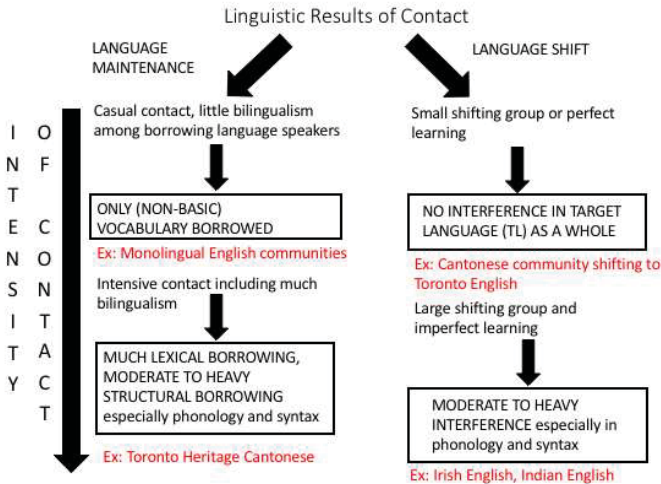 Linguistic Results of Contact
LANGUAGE
MAINTENANCE
LANGUAGE SHIFT
INTENSITY
OF CONTACT
Casual contact, little bilingualism
among borrowing language speakers
ONLY (NON-BASIC)
VOCABULARY BORROWED
Ex: Monolingual English communities
Intensive contact including much
bilingualism
MUCH LEXICAL BORROWING,
MODERATE TO HEAVY
STRUCTURAL BORROWING
especially phonology and syntax
Ex: Toronto Heritage Cantonese
Small shifting group or perfect
learning
NO INTERFERENCE IN TARGET
LANGUAGE (TL) AS A WHOLE
Ex: Cantonese community shifting to
Toronto English
Large shifting group and
imperfect learning
MODERATE TO HEAVY
INTERFERENCE especially in
phonology and syntax
Ex: Irish English, Indian English